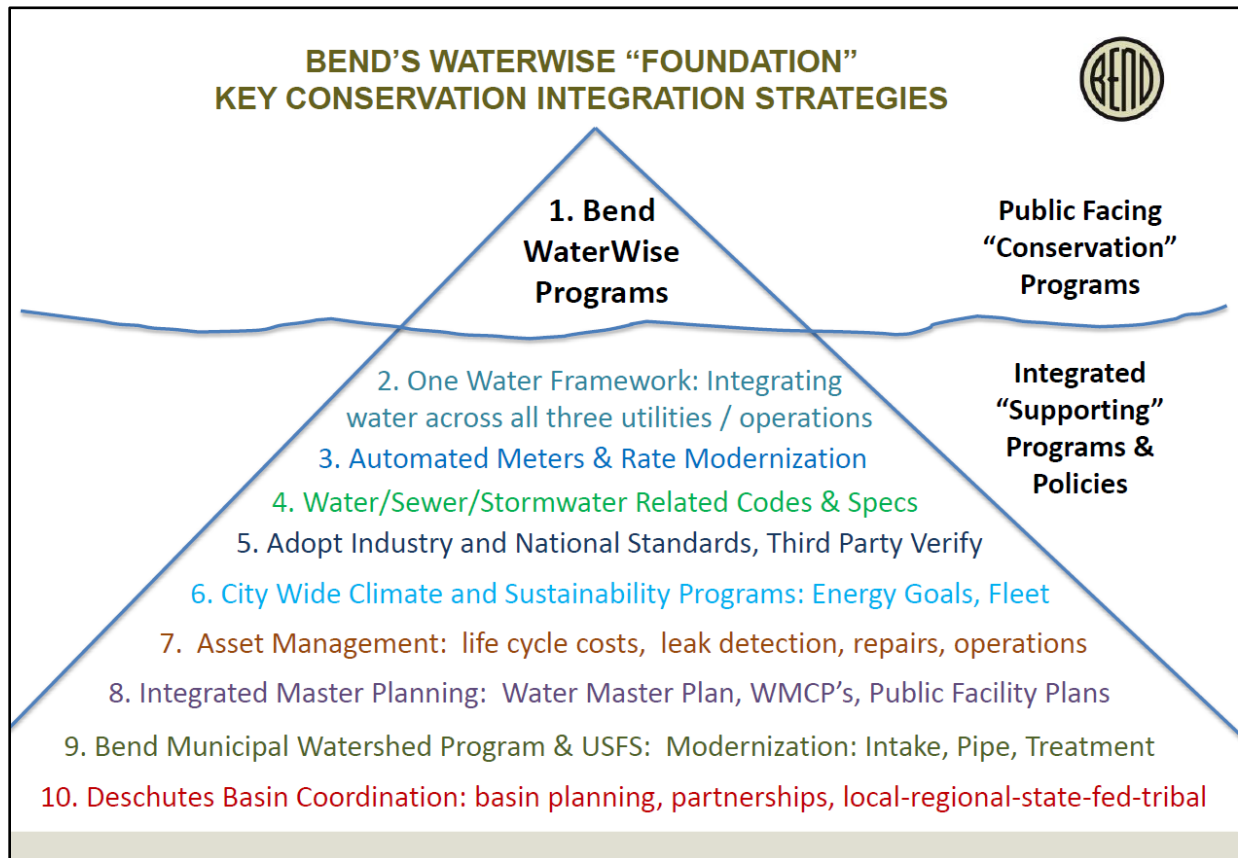 BEND'S WATERWISE “FOUNDATION”
KEY CONSERVATION INTEGRATION STRATEGIES
BEND
1. Bend
WaterWise
Programs
Public Facing
“Conservation”
Programs
2. One Water Framework: Integrating
water across all three utilities / operations
Integrated
“Supporting”
Programs &
Policies
3. Automated Meters & Rate Modernization
4. Water/Sewer/Stormwater Related Codes & Specs
5. Adopt Industry and National Standards, Third Party Verify
6. City Wide Climate and Sustainability Programs: Energy Goals, Fleet
7.  Asset Management:  life cycle costs,  leak detection, repairs, operations
8. Integrated Master Planning:  Water Master Plan, WMCP’s, Public Facility Plans
9. Bend Municipal Watershed Program & USFS:  Modernization: Intake, Pipe, Treatment
10. Deschutes Basin Coordination: basin planning, partnerships, local-regional-state-fed-tribal